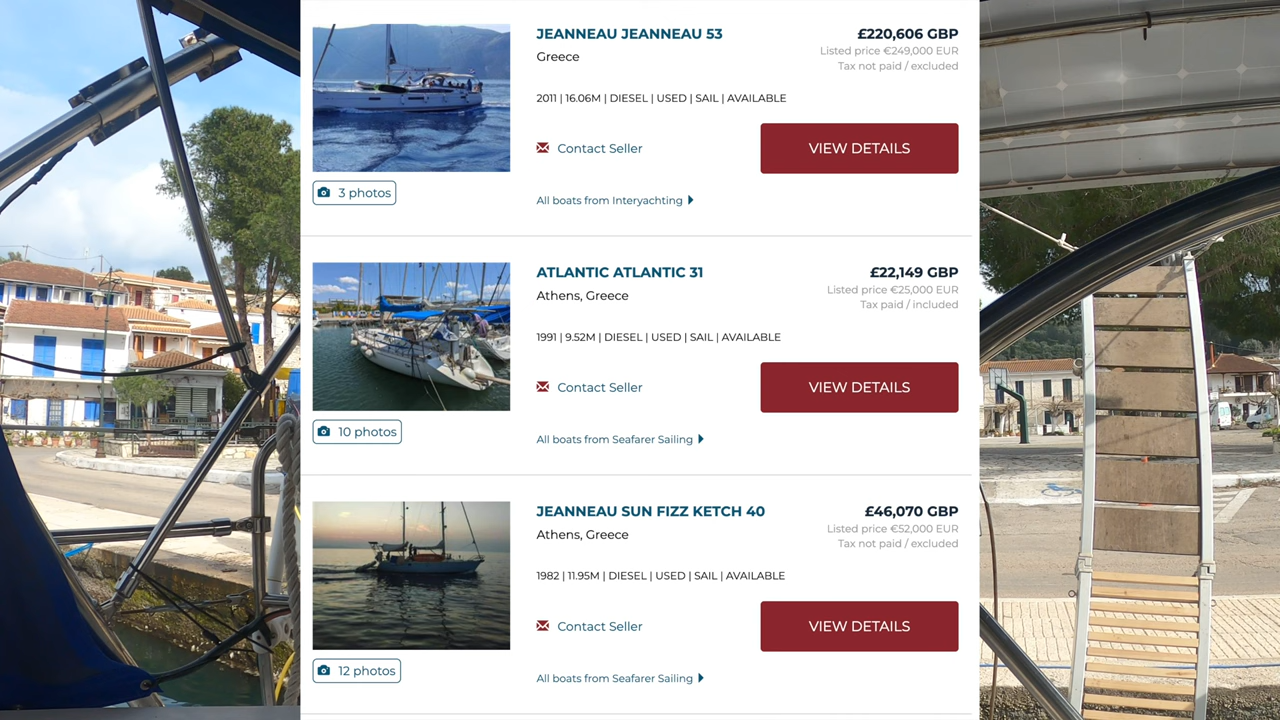 JEANNEAU JEANNEAU 53
£220,606 GBP
Greece
Listed price €249,000 EUR
Tax not paid / excluded
2011 | 16.06M | DIESEL | USED | SAIL | AVAILABLE
Contact Seller
VIEW DETAILS
3 photos
All boats from Interyachting
ATLANTIC ATLANTIC 31
£22,149 GBP
Athens, Greece
Listed price €25,000 EUR
Tax paid / included
1991 | 9.52M | DIESEL | USED | SAIL | AVAILABLE
Contact Seller
VIEW DETAILS
10 photos
All boats from Seafarer Sailing
JEANNEAU SUN FIZZ KETCH 40
£46,070 GBP
Athens, Greece
Listed price €52,000 EUR
Tax not paid / excluded
1982 | 11.95M | DIESEL | USED | SAIL | AVAILABLE
Contact Seller
VIEW DETAILS
12 photos
All boats from Seafarer Sailing